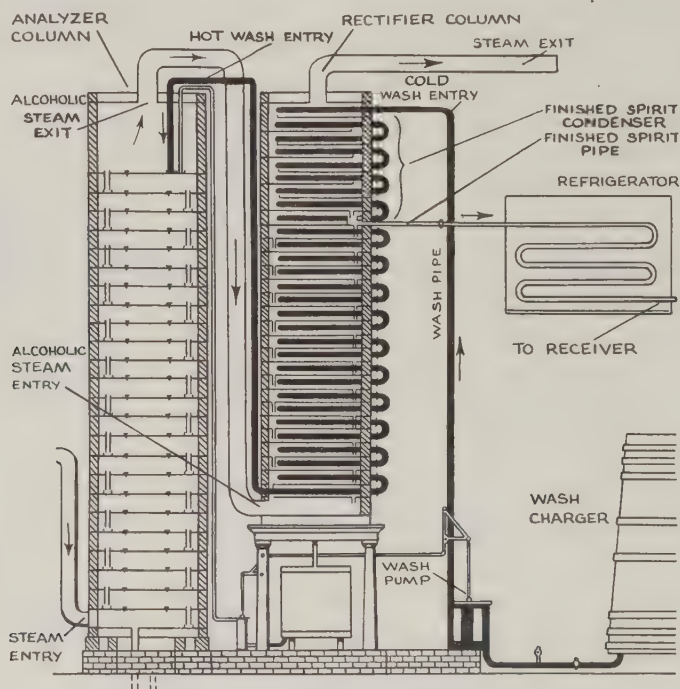 ANALYZER
COLUMN
HOT WASH ENTRY
RECTIFIER COLUMN
STEAM EXIT
COLD
WASH ENTRY
ALCOHOLIC
STEAM
EXIT
FINISHED SPIRIT
CONDENSER
FINISHED SPIRIT
PIPE
REFRIGERATOR
WASH PIPE
TO RECEIVER
ALCOHOLIC
STEAM
ENTRY
WASH
CHARGER
WASH
PUMP
STEAM
ENTRY